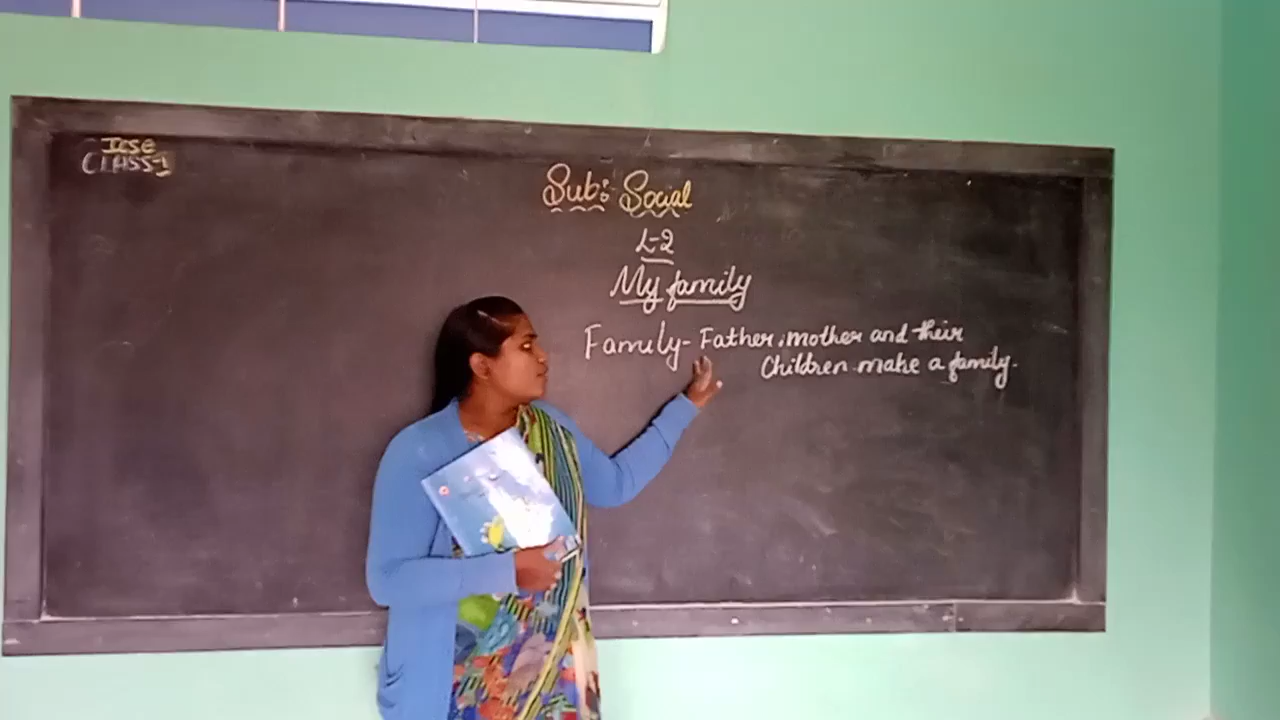 ICSE
CLASS-1
Sub: Social
L-2
My family
Family- Father, mother and their
Children make a family.